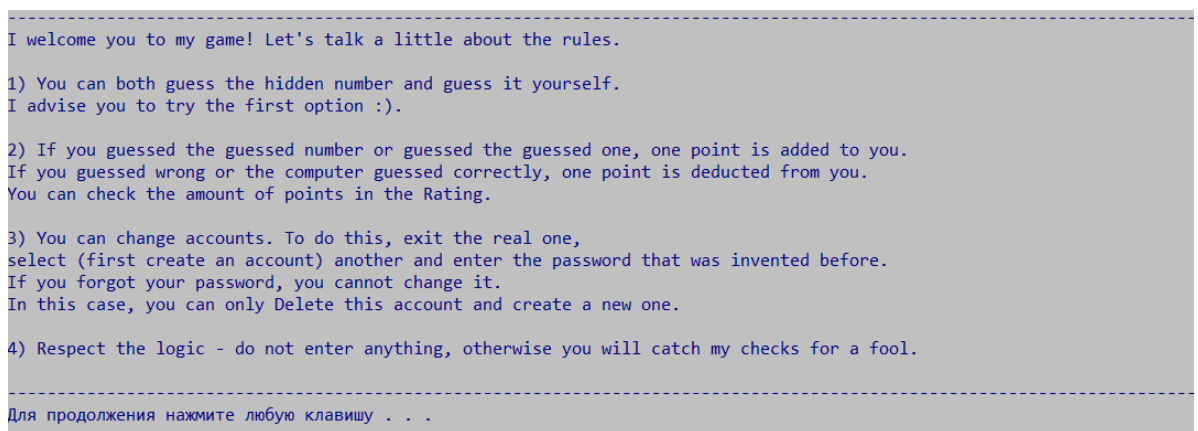 I welcome you to my game! Let's talk a little about the rules.
1) You can both guess the hidden number and guess it yourself.
I advise you to try the first option :).
2) If you guessed the guessed number or guessed the guessed one, one point is added to you.
If you guessed wrong or the computer guessed correctly, one point is deducted from you.
You can check the amount of points in the Rating.
3) You can change accounts. To do this, exit the real one,
select (first create an account) another and enter the password that was invented before.
If you forgot your password, you cannot change it.
In this case, you can only Delete this account and create a new one.
4) Respect the logic - do not enter anything, otherwise you will catch my checks for a fool.
Для продолжения нажмите любую клавишу . . .